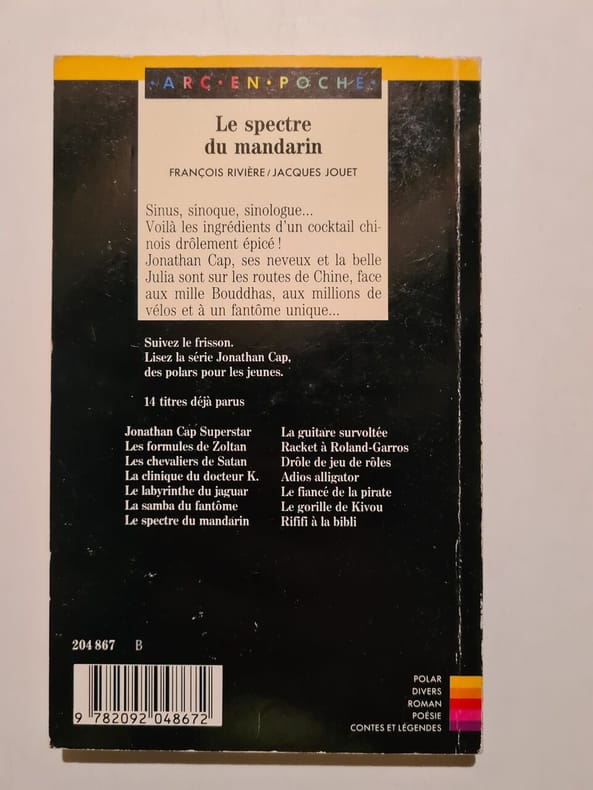 ·ARC·EN·POCHE·
Le spectre
du mandarin
FRANÇOIS RIVIÈRE/JACQUES JOUET
Sinus, sinoque, sinologue...
Voilà les ingrédients d'un cocktail chi-
nois drôlement épicé !
Jonathan Cap, ses neveux et la belle
Julia sont sur les routes de Chine, face
aux mille Bouddhas, aux millions de
vélos et à un fantôme unique...
Suivez le frisson.
Lisez la série Jonathan Cap,
des polars pour les jeunes.
14 titres déjà parus
Jonathan Cap Superstar
Les formules de Zoltan
Les chevaliers de Satan
La clinique du docteur K.
Le labyrinthe du jaguar
La samba du fantôme
Le spectre du mandarin
La guitare survoltée
Racket à Roland-Garros
Drôle de jeu de rôles
Adios alligator
Le fiancé de la pirate
Le gorille de Kivou
Rififi à la bibli
204 867 B
9 782092 048672
POLAR
DIVERS
ROMAN
POÉSIE
CONTES ET LÉGENDES